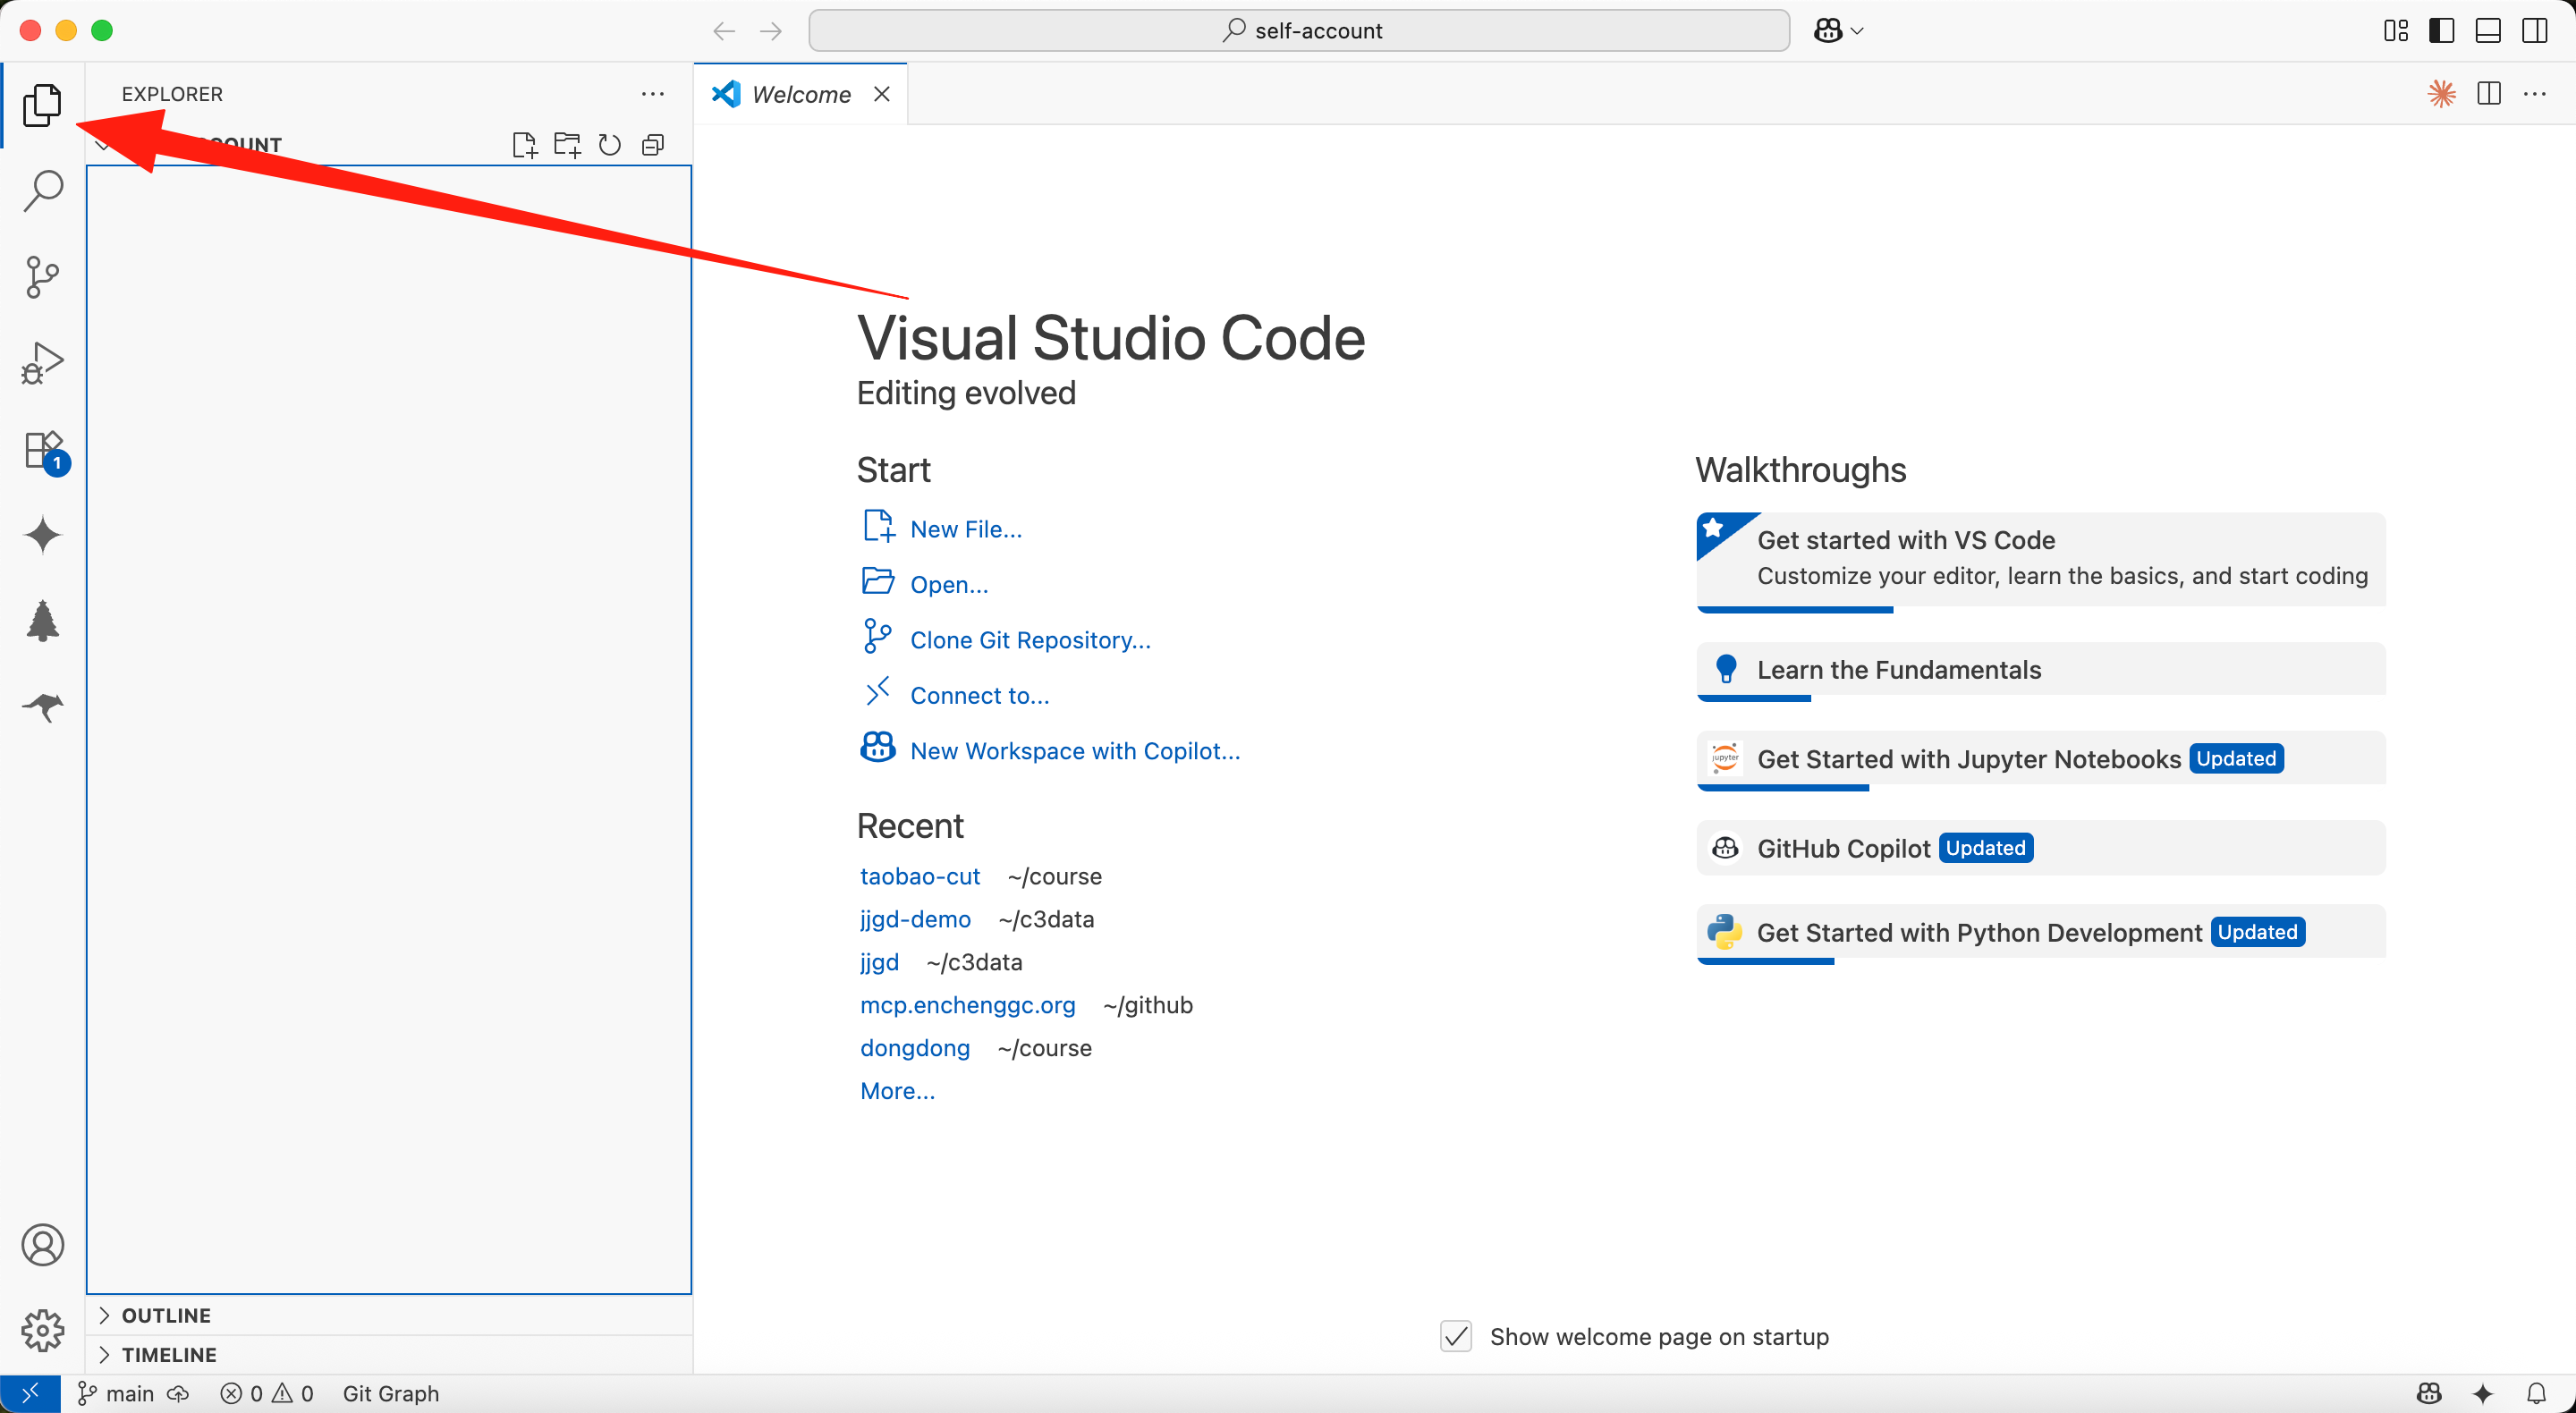 self-account
EXPLORER
Welcome
COUNT
1
Visual Studio Code
Editing evolved
Start
New File...
Open...
Clone Git Repository...
Connect to...
New Workspace with Copilot...
Recent
taobao-cut ~/course
jjgd-demo ~/c3data
jjgd ~/c3data
mcp.enchenggc.org ~/github
dongdong ~/course
More...
Walkthroughs
Get started with VS Code
Customize your editor, learn the basics, and start coding
Learn the Fundamentals
jupyter
Get Started with Jupyter Notebooks Updated
GitHub Copilot Updated
Get Started with Python Development Updated
OUTLINE
TIMELINE
Show welcome page on startup
main 0 0 Git Graph